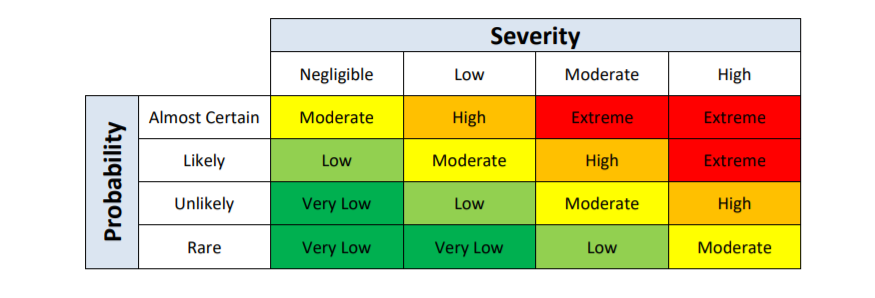 Severity
Negligible Low Moderate High
Probability
Almost Certain Moderate High Extreme Extreme
Likely Low Moderate High Extreme
Unlikely Very Low Low Moderate High
Rare Very Low Very Low Low Moderate